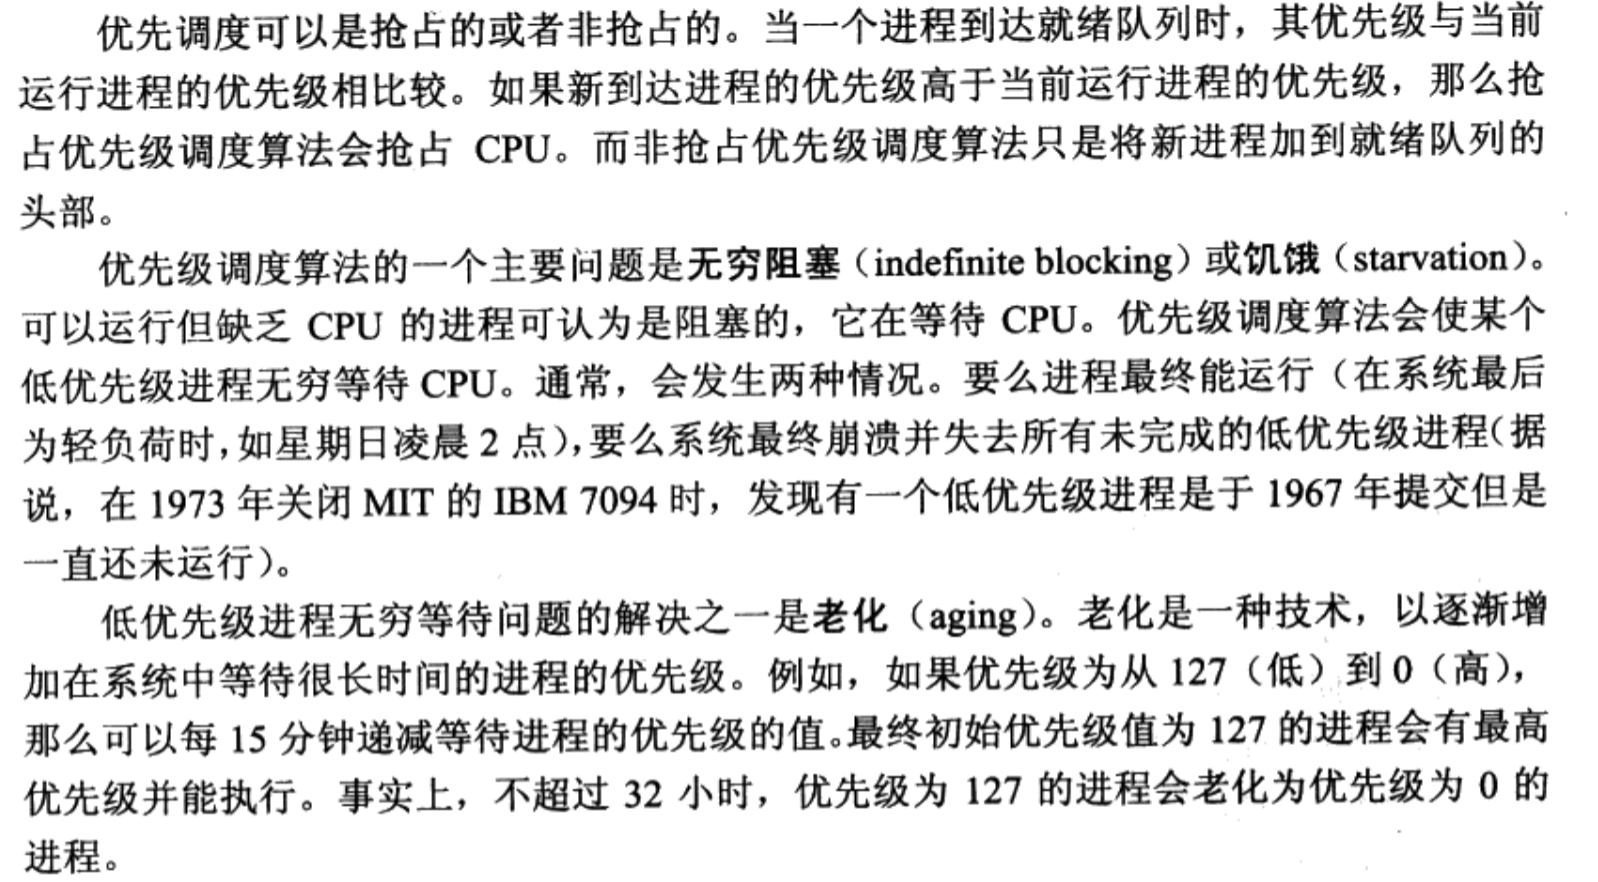 优先调度可以是抢占的或者非抢占的。当一个进程到达就绪队列时，其优先级与当前
运行进程的优先级相比较。如果新到达进程的优先级高于当前运行进程的优先级，那么抢
占优先级调度算法会抢占 CPU。而非抢占优先级调度算法只是将新进程加到就绪队列的
头部。
优先级调度算法的一个主要问题是无穷阻塞（indefinite blocking）或饥饿（starvation）。
可以运行但缺乏 CPU 的进程可认为是阻塞的，它在等待 CPU。优先级调度算法会使某个
低优先级进程无穷等待 CPU。通常，会发生两种情况。要么进程最终能运行（在系统最后
为轻负荷时，如星期日凌晨 2 点），要么系统最终崩溃并失去所有未完成的低优先级进程（据
说，在 1973 年关闭 MIT 的 IBM 7094 时，发现有一个低优先级进程是于 1967 年提交但是
一直还未运行）。
低优先级进程无穷等待问题的解决之一是老化（aging）。老化是一种技术，以逐渐增
加在系统中等待很长时间的进程的优先级。例如，如果优先级为从 127（低）到 0（高），
那么可以每 15 分钟递减等待进程的优先级的值。最终初始优先级值为 127 的进程会有最高
优先级并能执行。事实上，不超过 32 小时，优先级为 127 的进程会老化为优先级为 0 的
进程。